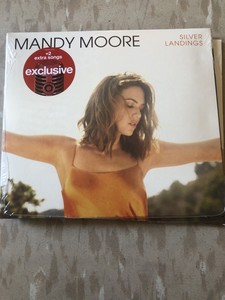 MANDY MOORE
SILVER
LANDINGS
+2
extra songs
exclusive